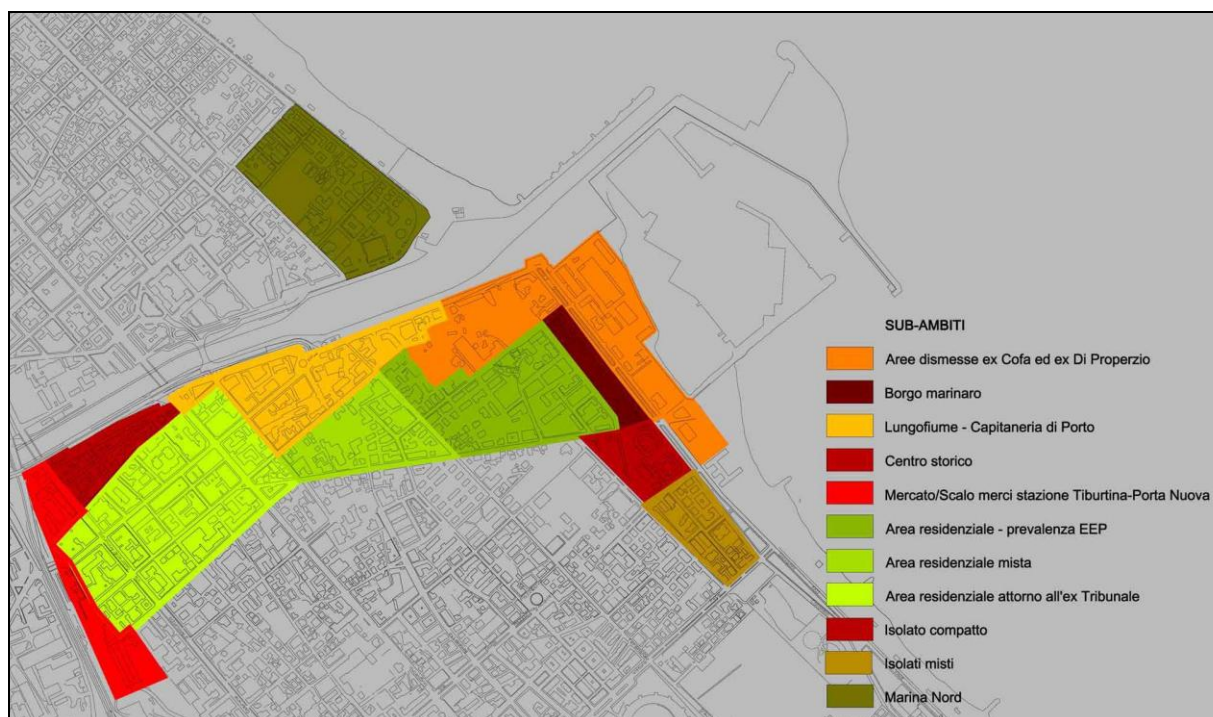 SUB-AMBITI
Aree dismesse ex Cofa ed ex Di Properzio
Borgo marinaro
Lungofiume - Capitaneria di Porto
Centro storico
Mercato/Scalo merci stazione Tiburtina-Porta Nuova
Area residenziale - prevalenza EEP
Area residenziale mista
Area residenziale attorno all'ex Tribunale
Isolato compatto
Isolati misti
Marina Nord